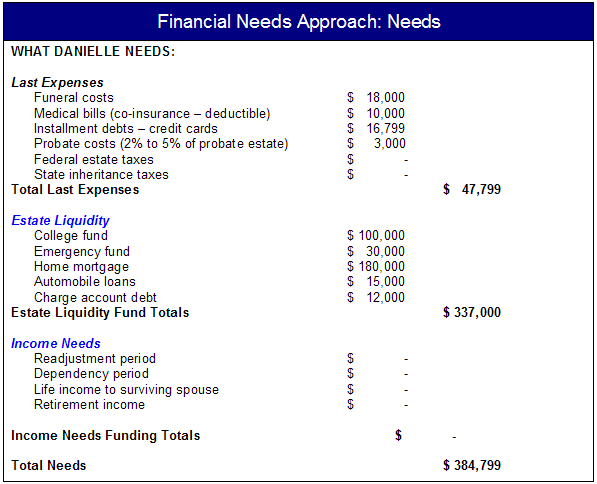 Financial Needs Approach: Needs
WHAT DANIELLE NEEDS:
Last Expenses
Funeral costs $ 18,000
Medical bills (co-insurance – deductible) $ 10,000
Installment debts – credit cards $ 16,799
Probate costs (2% to 5% of probate estate) $ 3,000
Federal estate taxes $ -
State inheritance taxes $ -
Total Last Expenses $ 47,799
Estate Liquidity
College fund $ 100,000
Emergency fund $ 30,000
Home mortgage $ 180,000
Automobile loans $ 15,000
Charge account debt $ 12,000
Estate Liquidity Fund Totals $ 337,000
Income Needs
Readjustment period $ -
Dependency period $ -
Life income to surviving spouse $ -
Retirement income $ -
Income Needs Funding Totals $ -
Total Needs $ 384,799